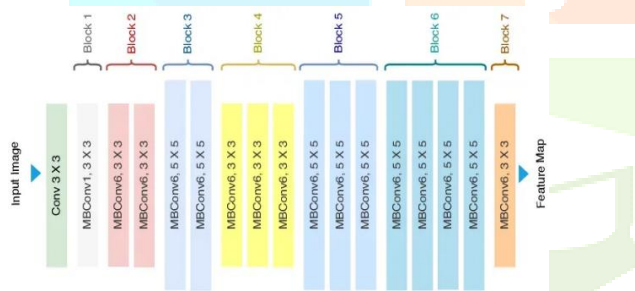 Input Image
Conv 3 X 3
Block 1
MBConv1, 3 X 3
Block 2
MBConv6, 3 X 3
MBConv6, 3 X 3
Block 3
MBConv6, 5 X 5
MBConv6, 5 X 5
Block 4
MBConv6, 3 X 3
MBConv6, 3 X 3
MBConv6, 3 X 3
Block 5
MBConv6, 5 X 5
MBConv6, 5 X 5
MBConv6, 5 X 5
Block 6
MBConv6, 5 X 5
MBConv6, 5 X 5
MBConv6, 5 X 5
MBConv6, 5 X 5
Block 7
MBConv6, 3 X 3
Feature Map